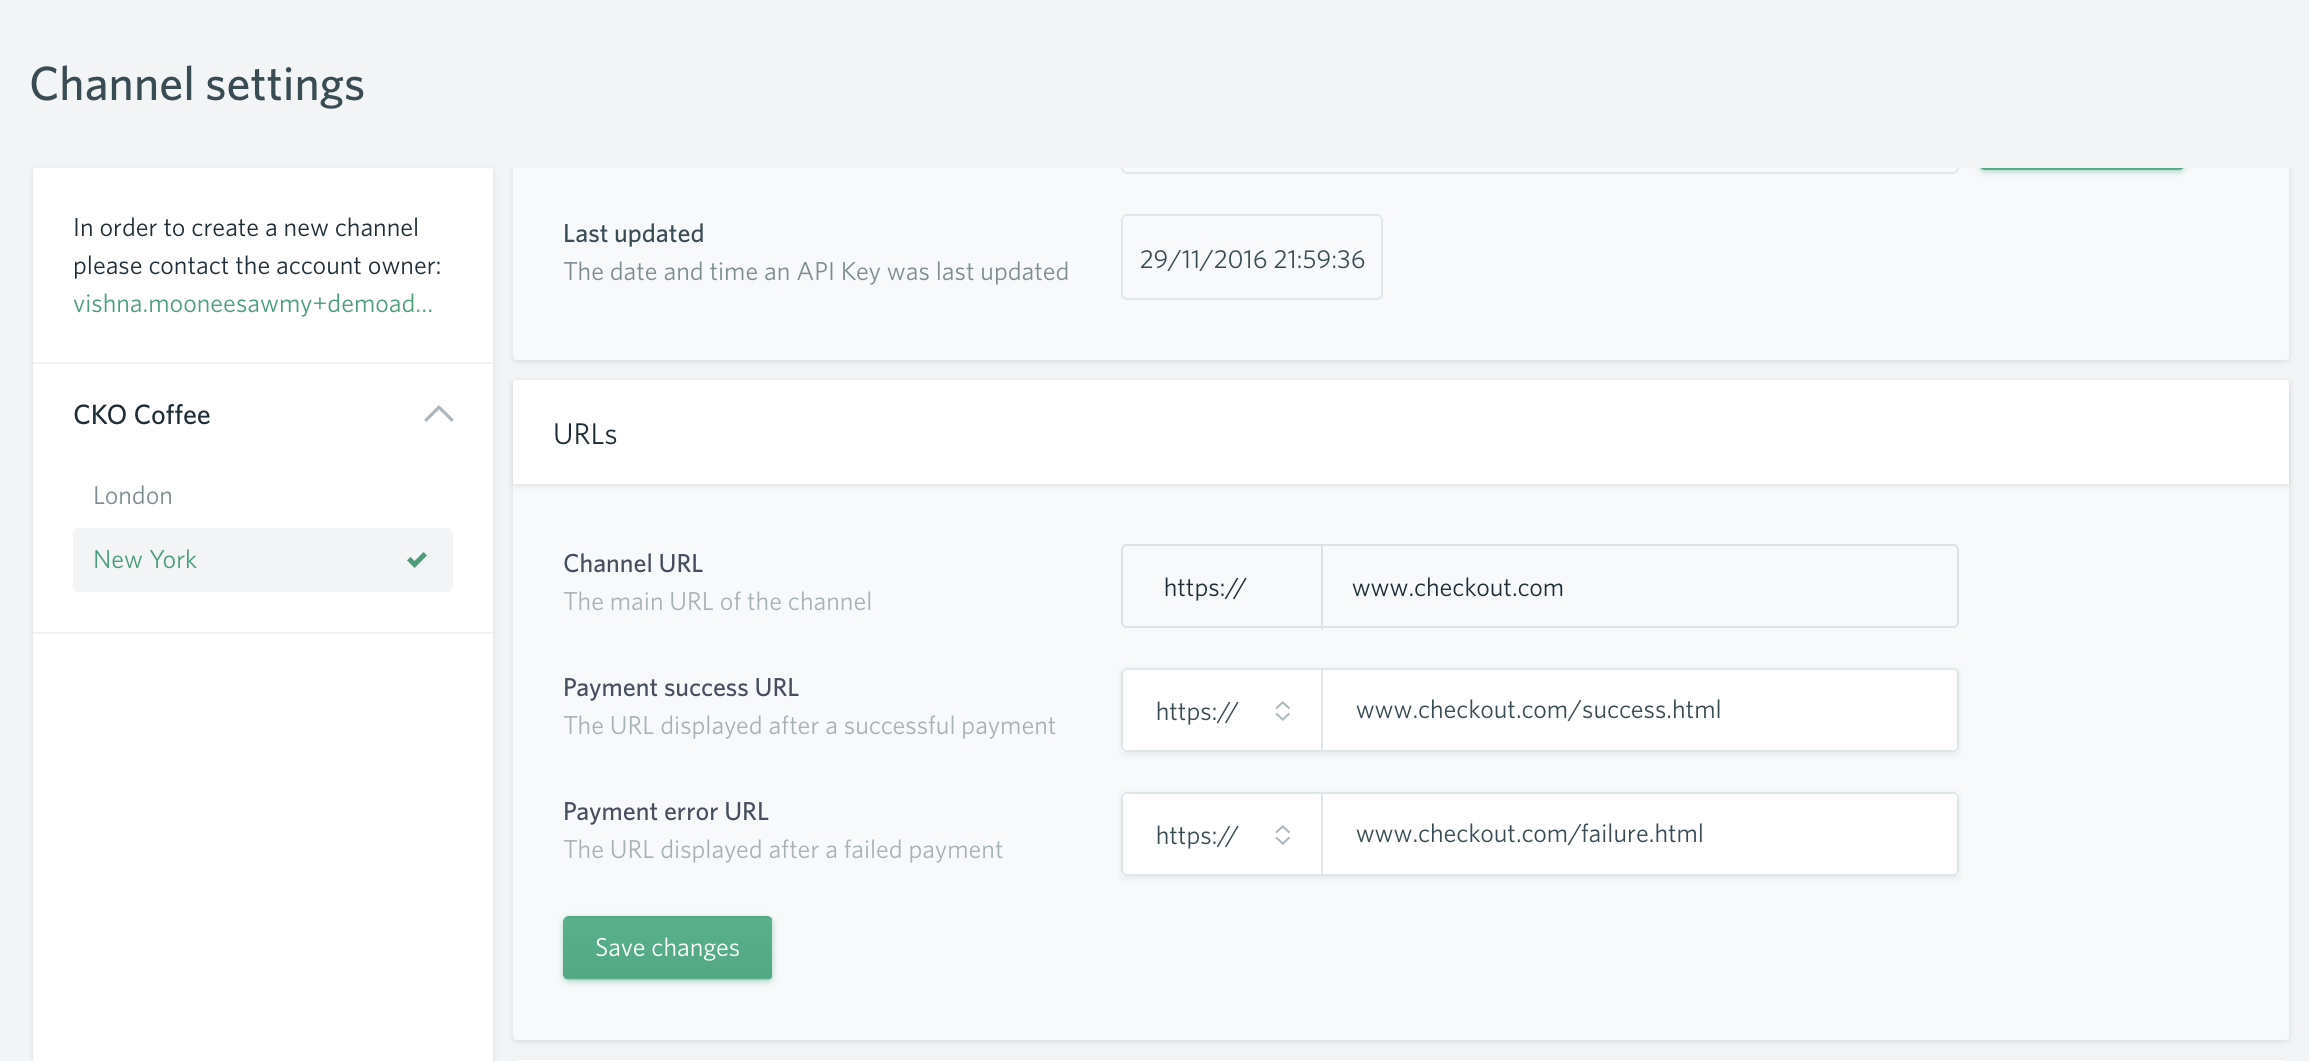 Channel settings
In order to create a new channel
please contact the account owner:
vishna.mooneesawmy+demoad...
CKO Coffee
London
New York
Last updated
The date and time an API Key was last updated
29/11/2016 21:59:36
URLs
Channel URL
The main URL of the channel
https://
www.checkout.com
Payment success URL
The URL displayed after a successful payment
https://
www.checkout.com/success.html
Payment error URL
The URL displayed after a failed payment
https://
www.checkout.com/failure.html
Save changes